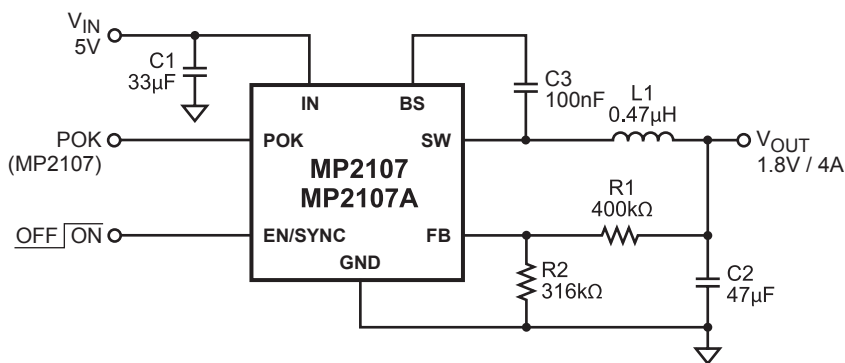 VIN
5V
C1
33µF
IN
BS
C3
100nF
L1
0.47µH
POK
(MP2107)
POK
SW
VOUT
1.8V / 4A
MP2107
MP2107A
R1
400kΩ
OFF ON
EN/SYNC
FB
GND
R2
316kΩ
C2
47µF